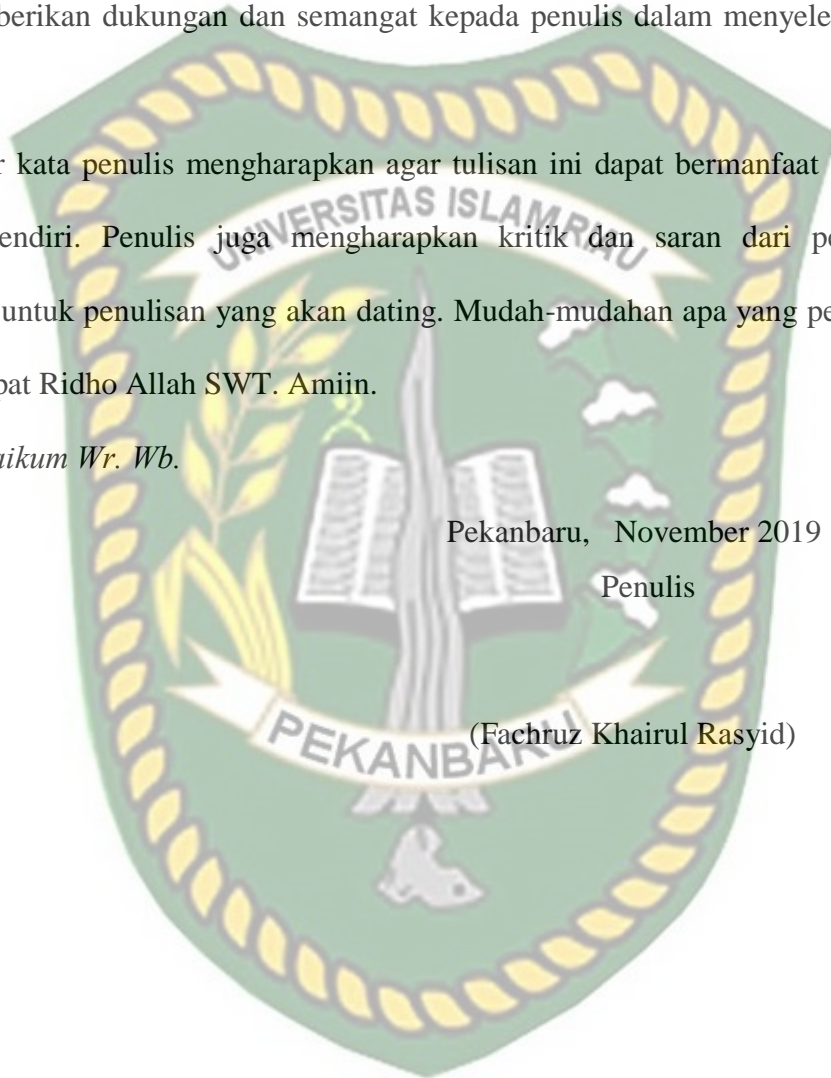 berikan dukungan dan semangat kepada penulis dalam menyele
r kata penulis mengharapkan agar tulisan ini dapat bermanfaat
UNIVERSITAS ISLAM RIAU
endiri. Penulis juga mengharapkan kritik dan saran dari pe
untuk penulisan yang akan dating. Mudah-mudahan apa yang pe
pat Ridho Allah SWT. Amiin.
aikum Wr. Wb.
Pekanbaru, November 2019
Penulis
(Fachruz Khairul Rasyid)
PEKANBARU